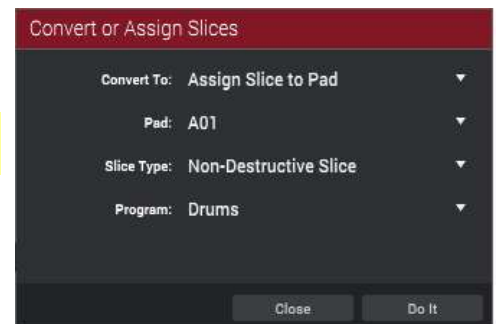 Convert or Assign Slices
Convert To: Assign Slice to Pad
Pad: A01
Slice Type: Non-Destructive Slice
Program: Drums
Close Do It